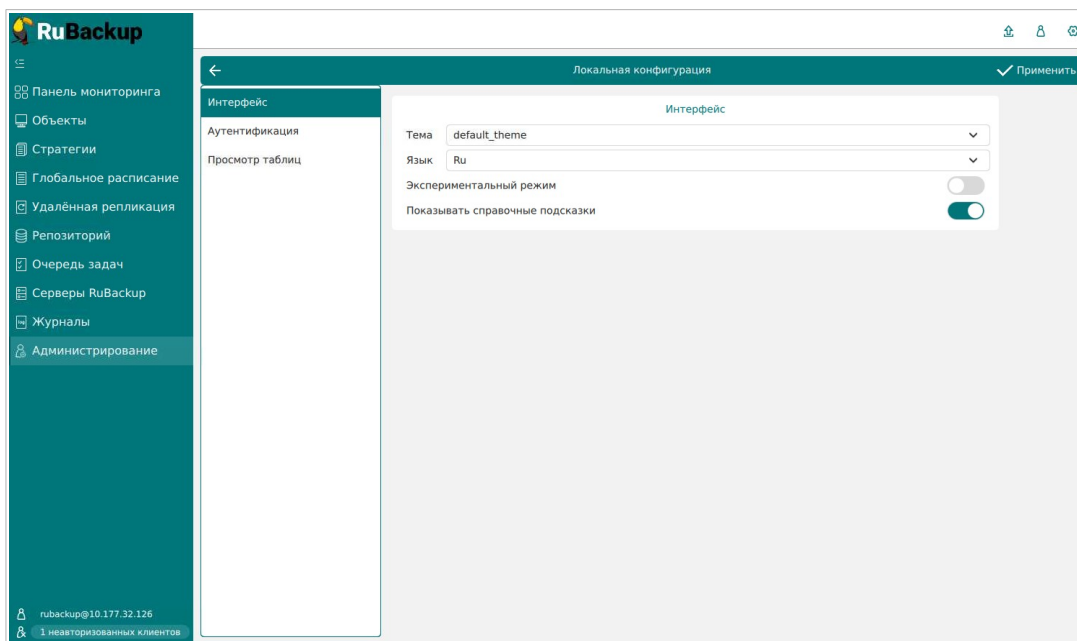 RuBackup
Панель мониторинга
Объекты
Стратегии
Глобальное расписание
Удалённая репликация
Репозиторий
Очередь задач
Серверы RuBackup
Журналы
Администрирование
rubackup@10.177.32.126
1 неавторизованных клиентов
Локальная конфигурация
Применить
Интерфейс
Аутентификация
Просмотр таблиц
Интерфейс
Тема default_theme
Язык Ru
Экспериментальный режим
Показывать справочные подсказки